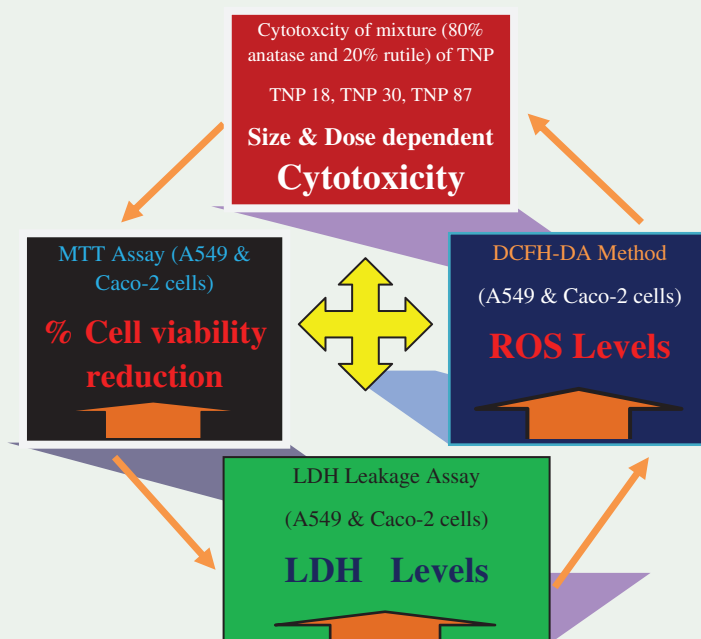 Cytotoxcity of mixture (80%
anatase and 20% rutile) of TNP
TNP 18, TNP 30, TNP 87
Size & Dose dependent
Cytotoxicity
MTT Assay (A549 &
Caco-2 cells)
% Cell viability
reduction
DCFH-DA Method
(A549 & Caco-2 cells)
ROS Levels
LDH Leakage Assay
(A549 & Caco-2 cells)
LDH Levels